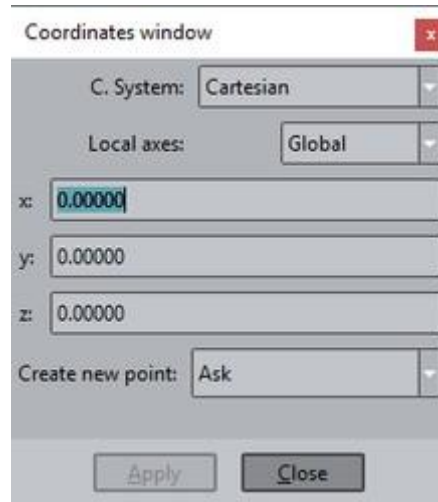 Coordinates window x
C. System: Cartesian
Local axes: Global
x: 0.00000
y: 0.00000
z: 0.00000
Create new point: Ask
Apply Close